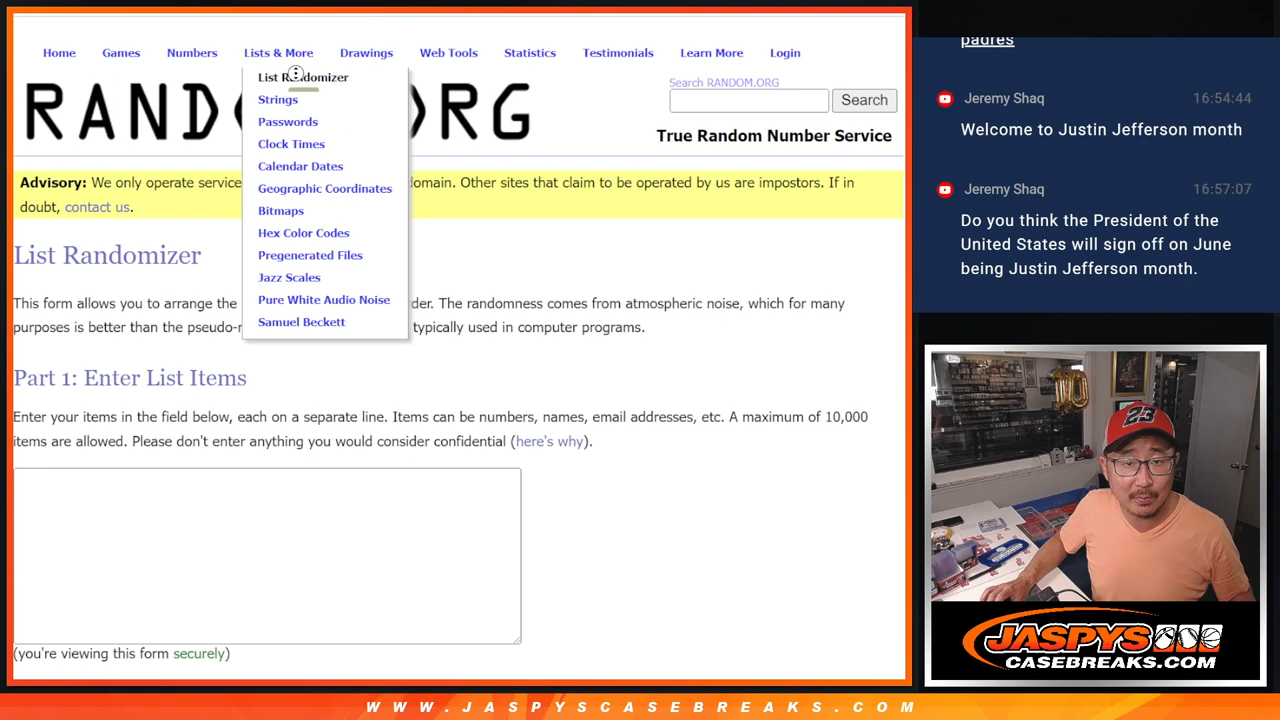 Home Games Numbers Lists & More Drawings Web Tools Statistics Testimonials Learn More Login
List Randomizer
Strings
Passwords
Clock Times
Calendar Dates
Geographic Coordinates
Bitmaps
Hex Color Codes
Pregenerated Files
Jazz Scales
Pure White Audio Noise
Samuel Beckett
RAND RG
Search RANDOM.ORG
Search
True Random Number Service
Advisory: We only operate service omain. Other sites that claim to be operated by us are impostors. If in
doubt, contact us.
List Randomizer
This form allows you to arrange the rder. The randomness comes from atmospheric noise, which for many
purposes is better than the pseudo-r typically used in computer programs.
Part 1: Enter List Items
Enter your items in the field below, each on a separate line. Items can be numbers, names, email addresses, etc. A maximum of 10,000
items are allowed. Please don't enter anything you would consider confidential (here's why).
(you're viewing this form securely)
padres
Jeremy Shaq 16:54:44
Welcome to Justin Jefferson month
Jeremy Shaq 16:57:07
Do you think the President of the
United States will sign off on June
being Justin Jefferson month.
10
23
JASPYS
CASEBREAKS.COM
WWW.JASPYSCASEBREAKS.COM